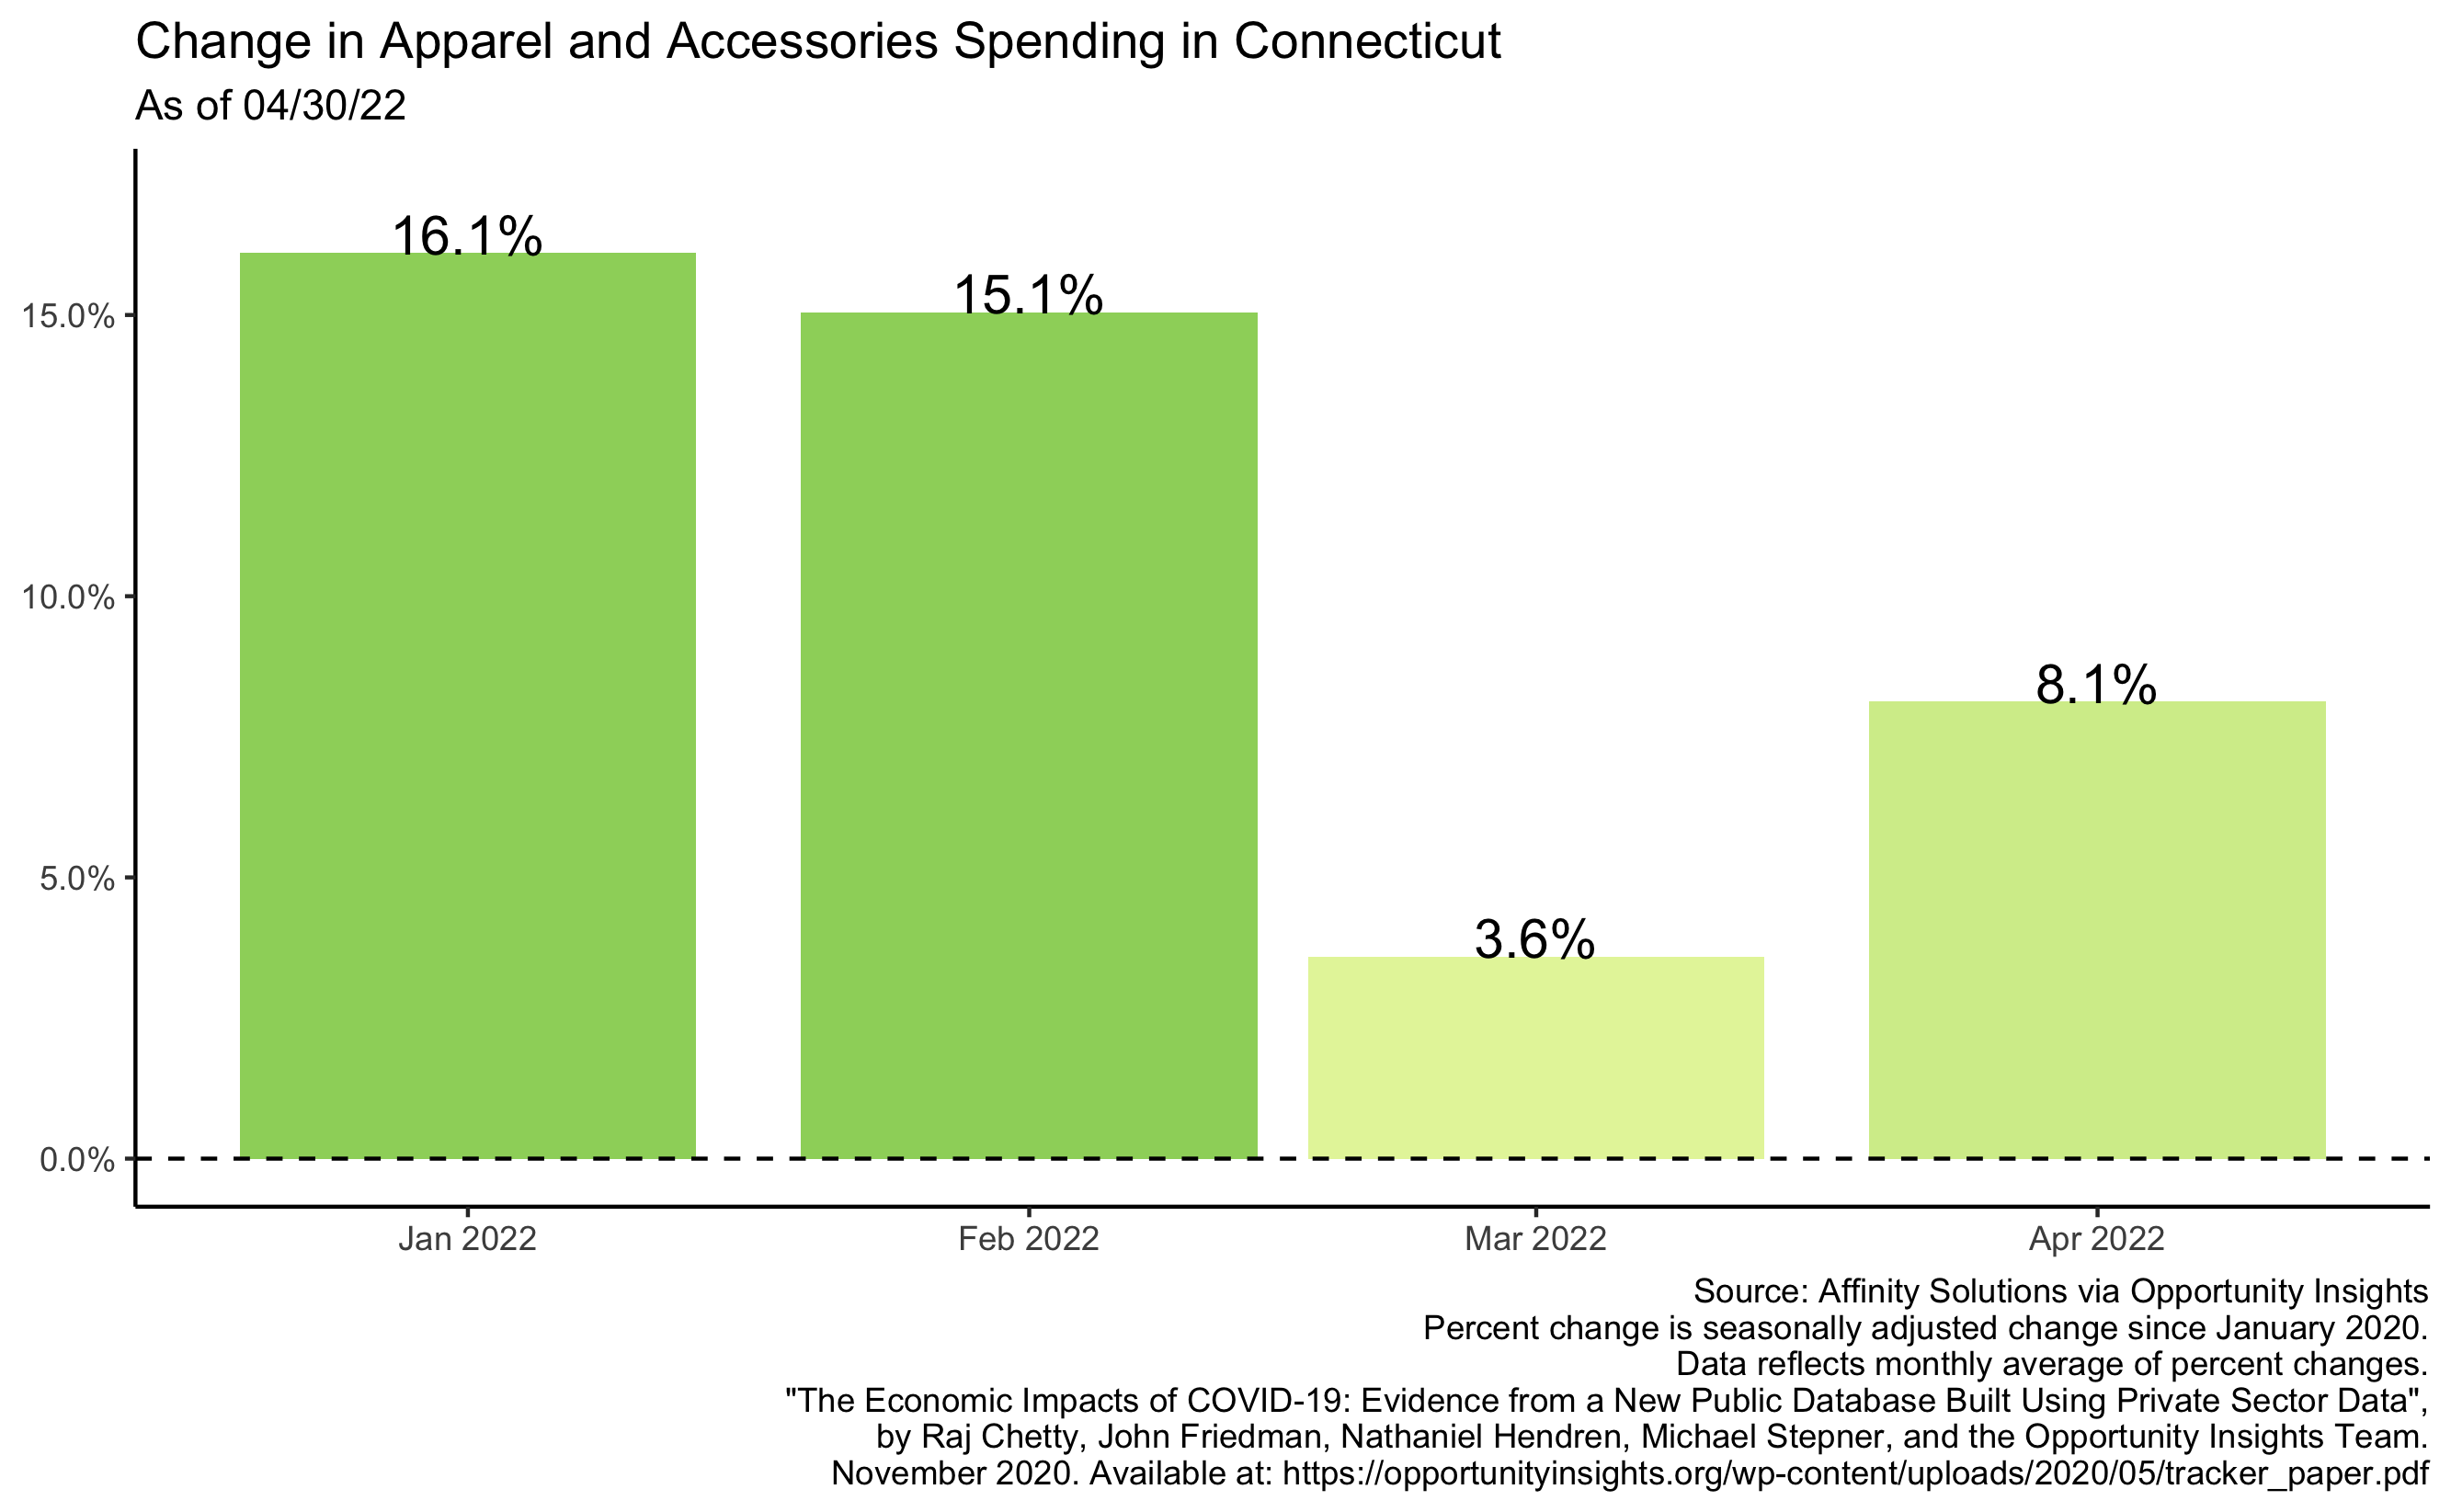 Change in Apparel and Accessories Spending in Connecticut
As of 04/30/22
16.1%
15.1%
3.6%
8.1%
15.0%
10.0%
5.0%
0.0%
Jan 2022
Feb 2022
Mar 2022
Apr 2022
Source: Affinity Solutions via Opportunity Insights
Percent change is seasonally adjusted change since January 2020.
Data reflects monthly average of percent changes.
"The Economic Impacts of COVID-19: Evidence from a New Public Database Built Using Private Sector Data",
by Raj Chetty, John Friedman, Nathaniel Hendren, Michael Stepner, and the Opportunity Insights Team.
November 2020. Available at: https://opportunityinsights.org/wp-content/uploads/2020/05/tracker_paper.pdf